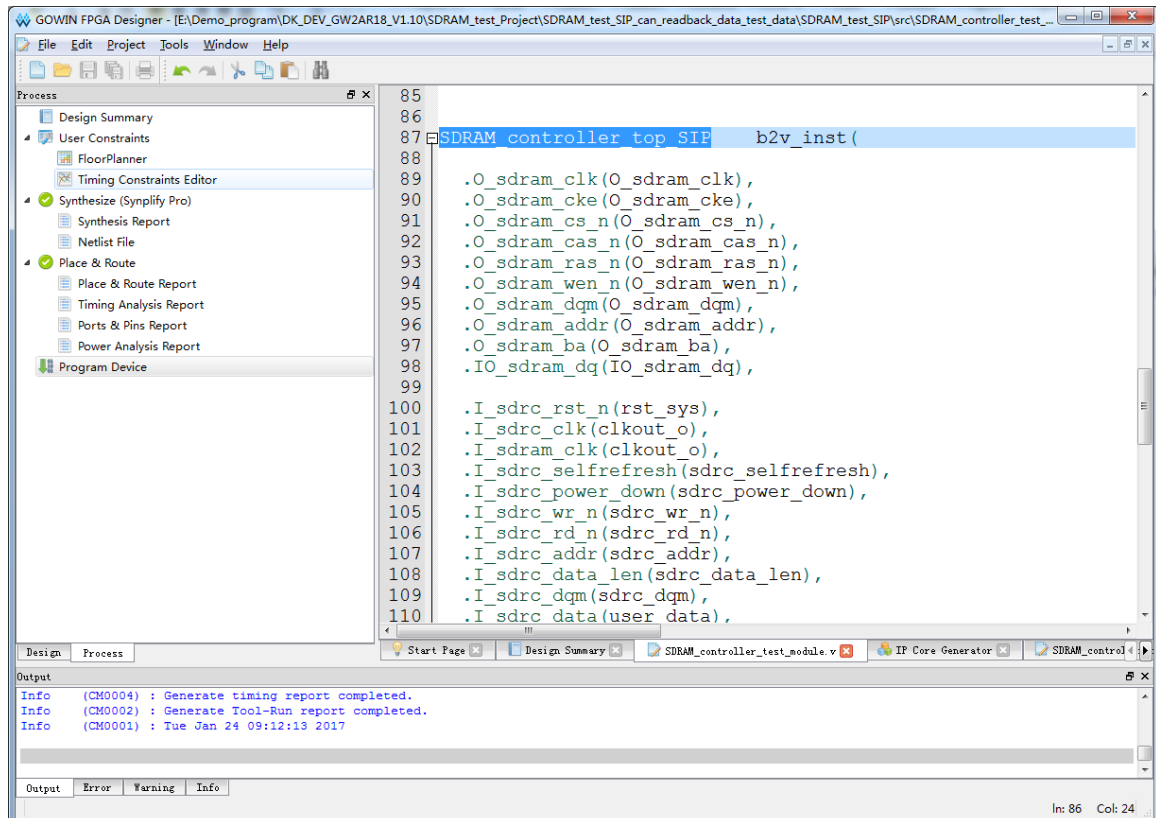 GOWIN FPGA Designer - [E:\Demo_program\DK_DEV_GW2AR18_V1.10\SDRAM_test_Project\SDRAM_test_SIP_can_readback_data_test_data\SDRAM_test_SIP\src\SDRAM_controller_test_...
File Edit Project Tools Window Help
Process
Design Summary
User Constraints
FloorPlanner
Timing Constraints Editor
Synthesize (Synplify Pro)
Synthesis Report
Netlist File
Place & Route
Place & Route Report
Timing Analysis Report
Ports & Pins Report
Power Analysis Report
Program Device
Design Process
85
86
87 SDRAM_controller_top_SIP b2v_inst(
88
89 .O_sdram_clk(O_sdram_clk),
90 .O_sdram_cke(O_sdram_cke),
91 .O_sdram_cs_n(O_sdram_cs_n),
92 .O_sdram_cas_n(O_sdram_cas_n),
93 .O_sdram_ras_n(O_sdram_ras_n),
94 .O_sdram_wen_n(O_sdram_wen_n),
95 .O_sdram_dqm(O_sdram_dqm),
96 .O_sdram_addr(O_sdram_addr),
97 .O_sdram_ba(O_sdram_ba),
98 .IO_sdram_dq(IO_sdram_dq),
99
100 .I_sdrc_rst_n(rst_sys),
101 .I_sdrc_clk(clkout_o),
102 .I_sdram_clk(clkout_o),
103 .I_sdrc_selfrefresh(sdrc_selfrefresh),
104 .I_sdrc_power_down(sdrc_power_down),
105 .I_sdrc_wr_n(sdrc_wr_n),
106 .I_sdrc_rd_n(sdrc_rd_n),
107 .I_sdrc_addr(sdrc_addr),
108 .I_sdrc_data_len(sdrc_data_len),
109 .I_sdrc_dqm(sdrc_dqm),
110 .I_sdrc_data(user_data),
Start Page Design Summary SDRAM_controller_test_module.v IP Core Generator SDRAM_control
Output
Info (CM0004) : Generate timing report completed.
Info (CM0002) : Generate Tool-Run report completed.
Info (CM0001) : Tue Jan 24 09:12:13 2017
Output Error Warning Info
ln: 86 Col: 24